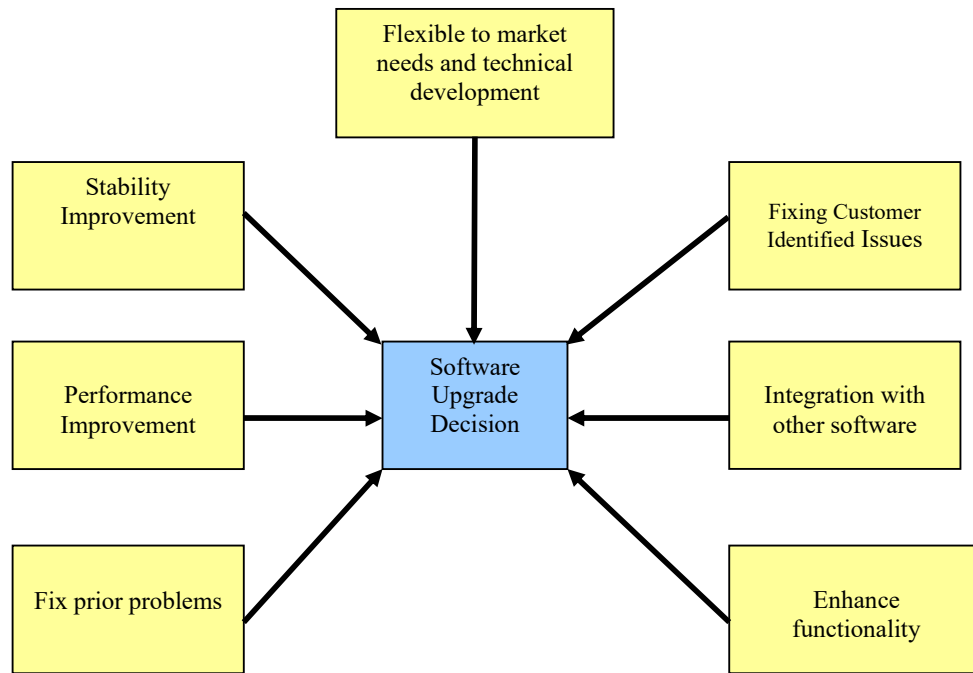 Flexible to market
needs and technical
development
Stability
Improvement
Fixing Customer
Identified Issues
Software
Upgrade
Decision
Performance
Improvement
Integration with
other software
Fix prior problems
Enhance
functionality